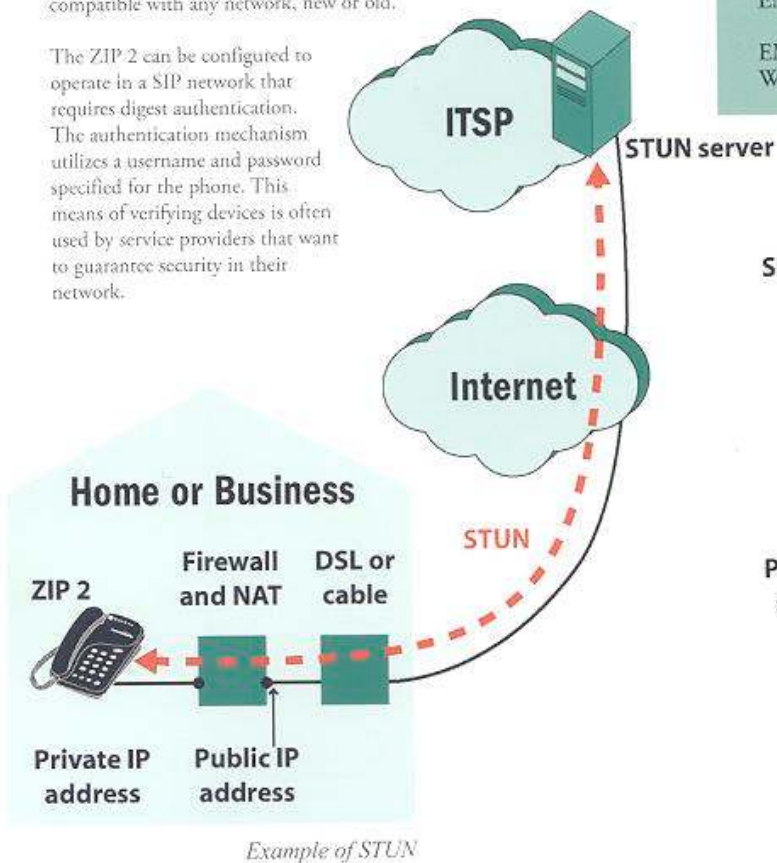 compatible with any network, new or old.
The ZIP 2 can be configured to
operate in a SIP network that
requires digest authentication.
The authentication mechanism
utilizes a username and password
specified for the phone. This
means of verifying devices is often
used by service providers that want
to guarantee security in their
network.
ITSP
STUN server
Internet
STUN
Home or Business
ZIP 2
Firewall
and NAT
DSL or
cable
Private IP
address
Public IP
address
Example of STUN